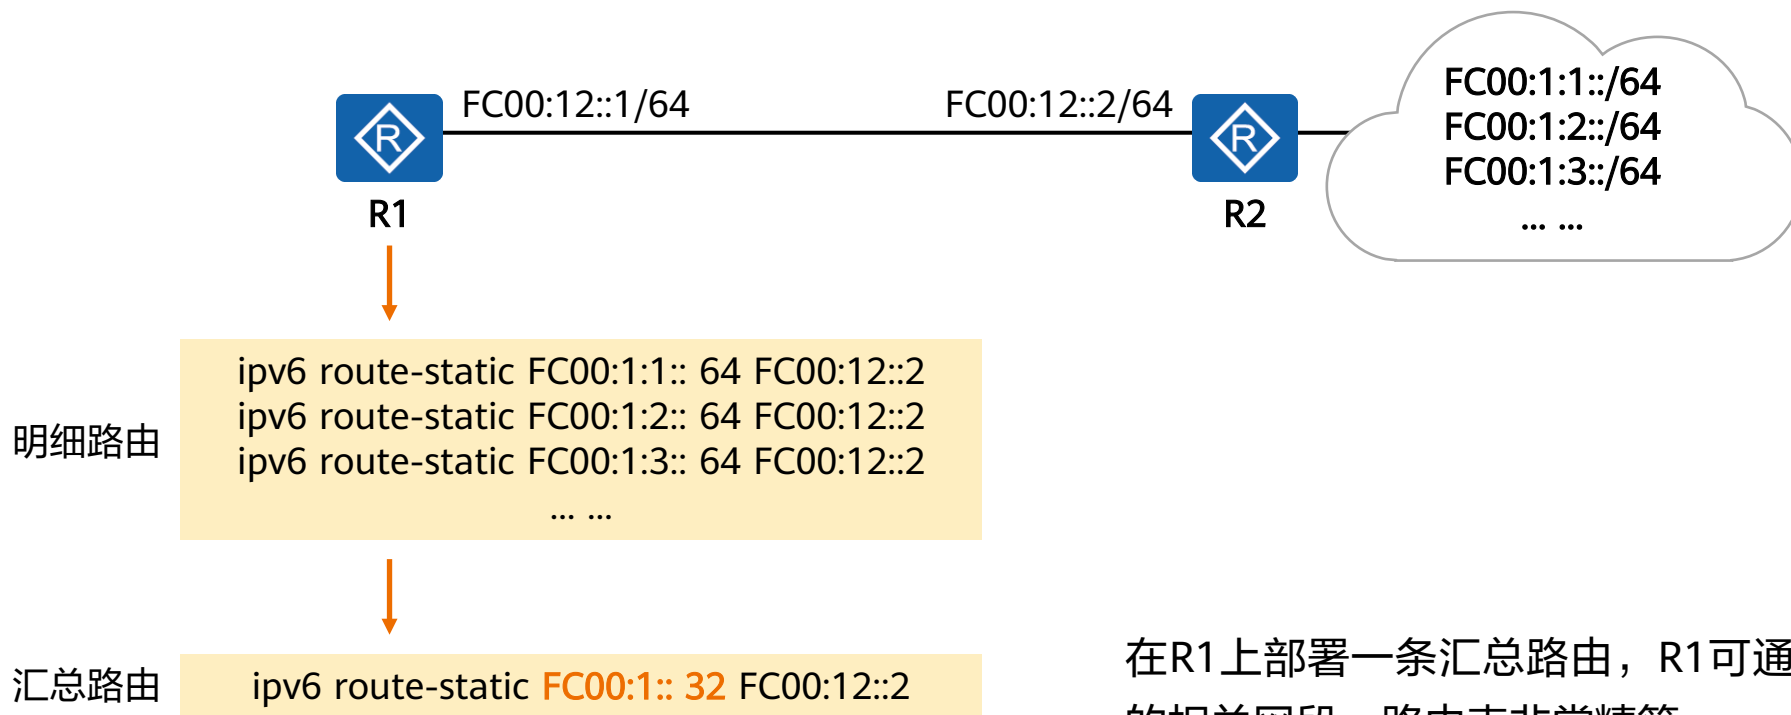 FC00:12::1/64
FC00:12::2/64
FC00:1:1::/64
FC00:1:2::/64
FC00:1:3::/64
... ...
R
R
R1
R2
ipv6 route-static FC00:1:1:: 64 FC00:12::2
ipv6 route-static FC00:1:2:: 64 FC00:12::2
ipv6 route-static FC00:1:3:: 64 FC00:12::2
... ...
明细路由
汇总路由
ipv6 route-static FC00:1:: 32 FC00:12::2
在R1上部署一条汇总路由，R1可通